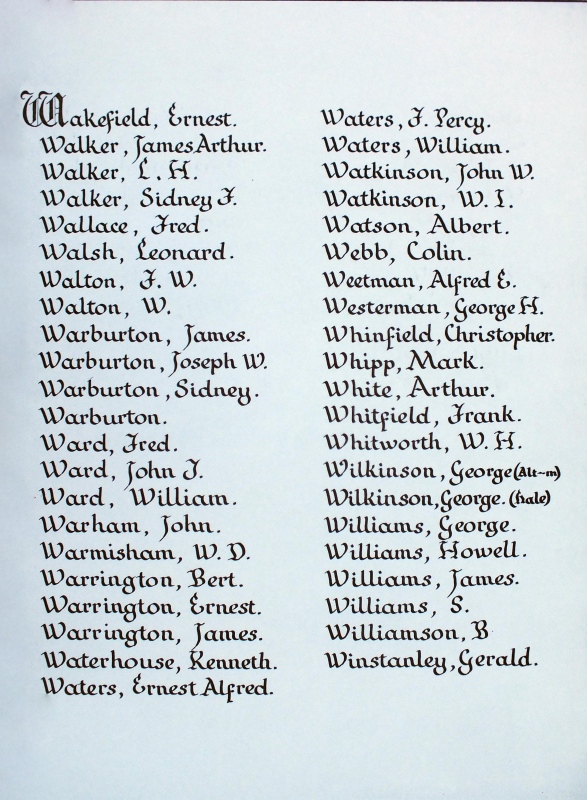 Wakefield, Ernest.
Walker, James Arthur.
Walker, L. H.
Walker, Sidney F.
Wallace, Fred.
Walsh, Leonard.
Walton, F. W.
Walton, W.
Warburton, James.
Warburton, Joseph W.
Warburton, Sidney.
Warburton.
Ward, Fred.
Ward, John F.
Ward, William.
Warham, John.
Warmisham, W. D.
Warrington, Bert.
Warrington, Ernest.
Warrington, James.
Waterhouse, Kenneth.
Waters, Ernest Alfred.
Waters, F. Percy.
Waters, William.
Watkinson, John W.
Watkinson, W. I.
Watson, Albert.
Webb, Colin.
Weetman, Alfred E.
Westerman, George H.
Whinfield, Christopher.
Whipp, Mark.
White, Arthur.
Whitfield, Frank.
Whitworth, W. H.
Wilkinson, George (Alt-m)
Wilkinson, George. (Hale)
Williams, George.
Williams, Howell.
Williams, James.
Williams, S.
Williamson, B
Winstanley, Gerald.